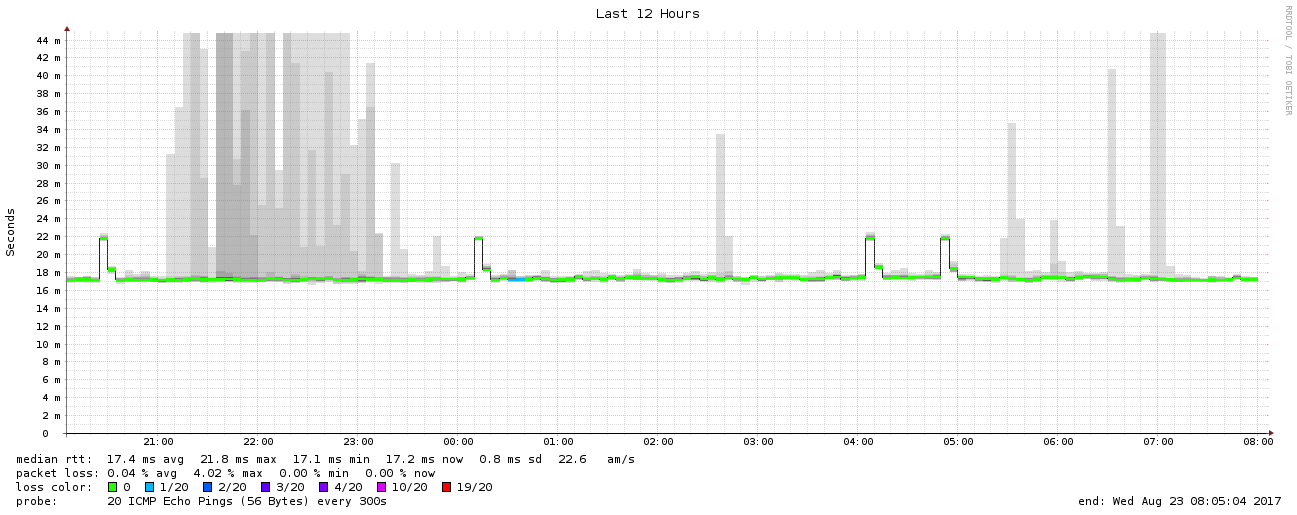 Last 12 Hours
RRDTOOL / TOBI OETIKER
Seconds
44 m
42 m
40 m
38 m
36 m
34 m
32 m
30 m
28 m
26 m
24 m
22 m
20 m
18 m
16 m
14 m
12 m
10 m
8 m
6 m
4 m
2 m
0
21:00 22:00 23:00 00:00 01:00 02:00 03:00 04:00 05:00 06:00 07:00 08:00
median rtt: 17.4 ms avg 21.8 ms max 17.1 ms min 17.2 ms now 0.8 ms sd 22.6 am/s
packet loss: 0.04 % avg 4.02 % max 0.00 % min 0.00 % now
loss color: 0 1/20 2/20 3/20 4/20 10/20 19/20
probe: 20 ICMP Echo Pings (56 Bytes) every 300s end: Wed Aug 23 08:05:04 2017